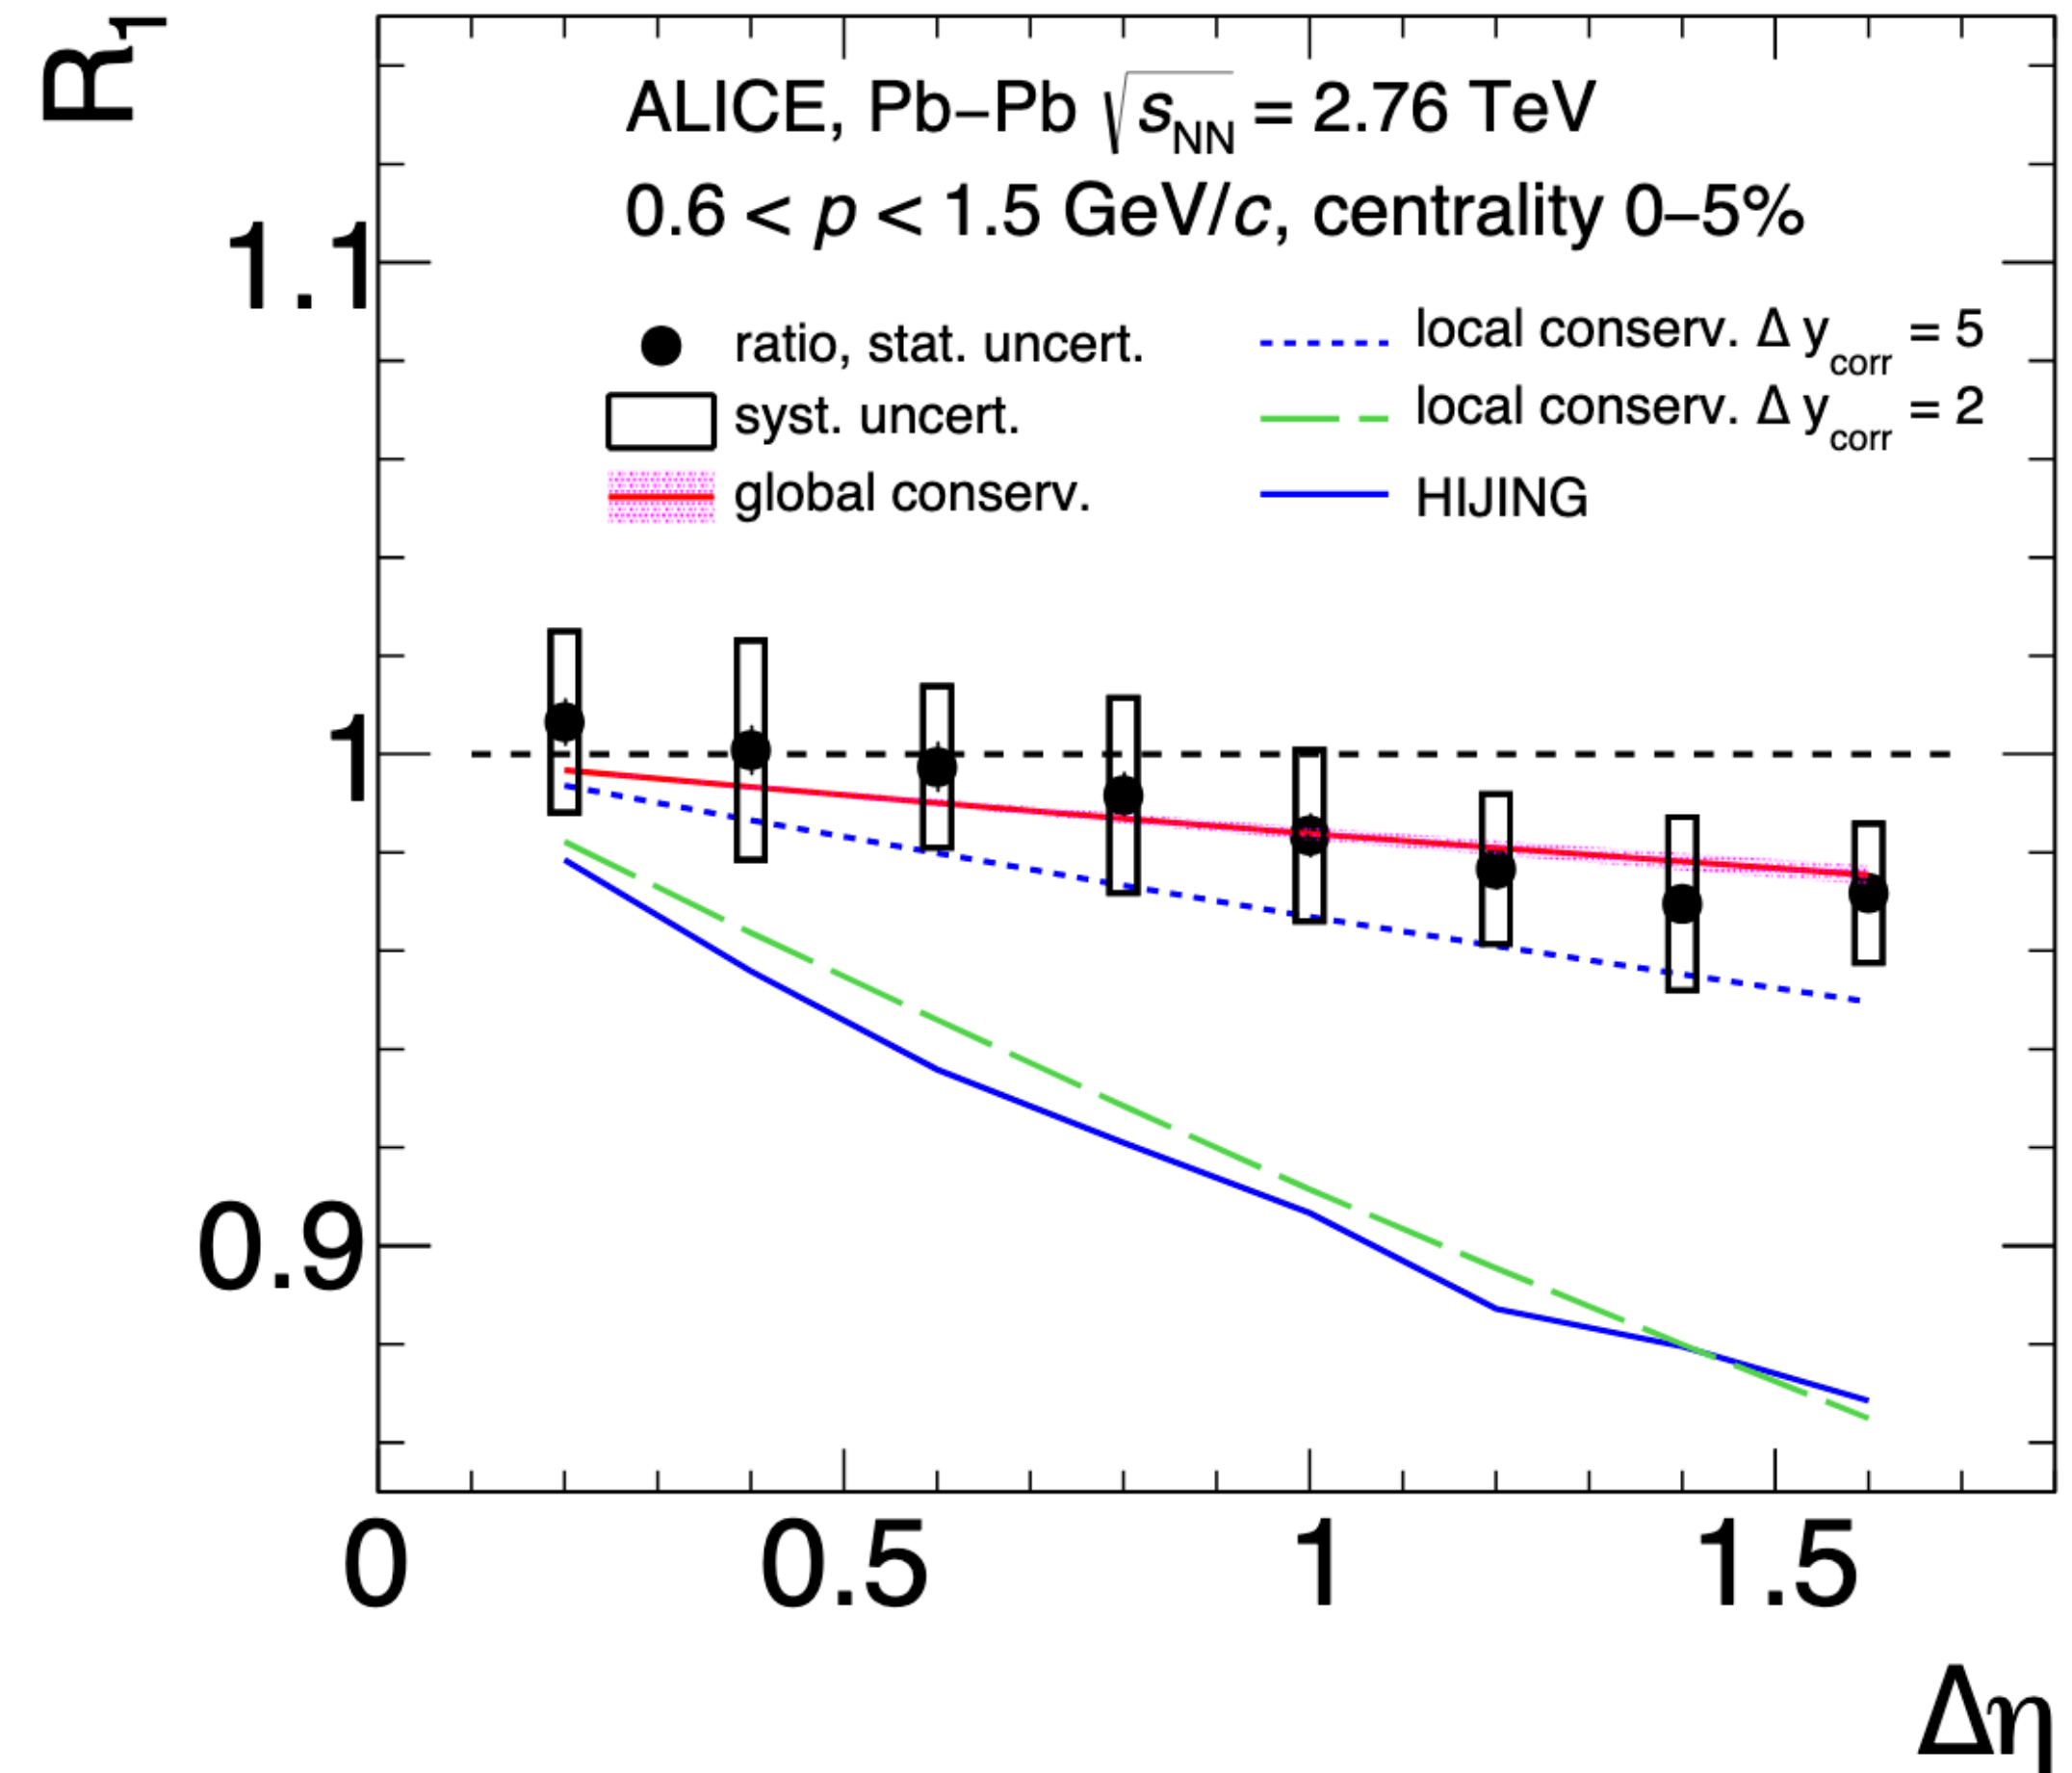 R1
ALICE, Pb–Pb √sNN = 2.76 TeV
0.6 < p < 1.5 GeV/c, centrality 0–5%
ratio, stat. uncert.
syst. uncert.
global conserv.
local conserv. Δ ycorr = 5
local conserv. Δ ycorr = 2
HIJING
1.1
1
0.9
0 0.5 1 1.5
Δη